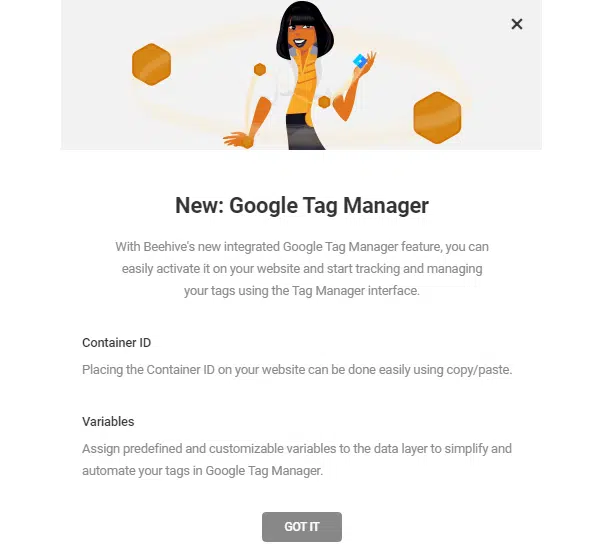 New: Google Tag Manager
With Beehive's new integrated Google Tag Manager feature, you can
easily activate it on your website and start tracking and managing
your tags using the Tag Manager interface.
Container ID
Placing the Container ID on your website can be done easily using copy/paste.
Variables
Assign predefined and customizable variables to the data layer to simplify and
automate your tags in Google Tag Manager.
GOT IT